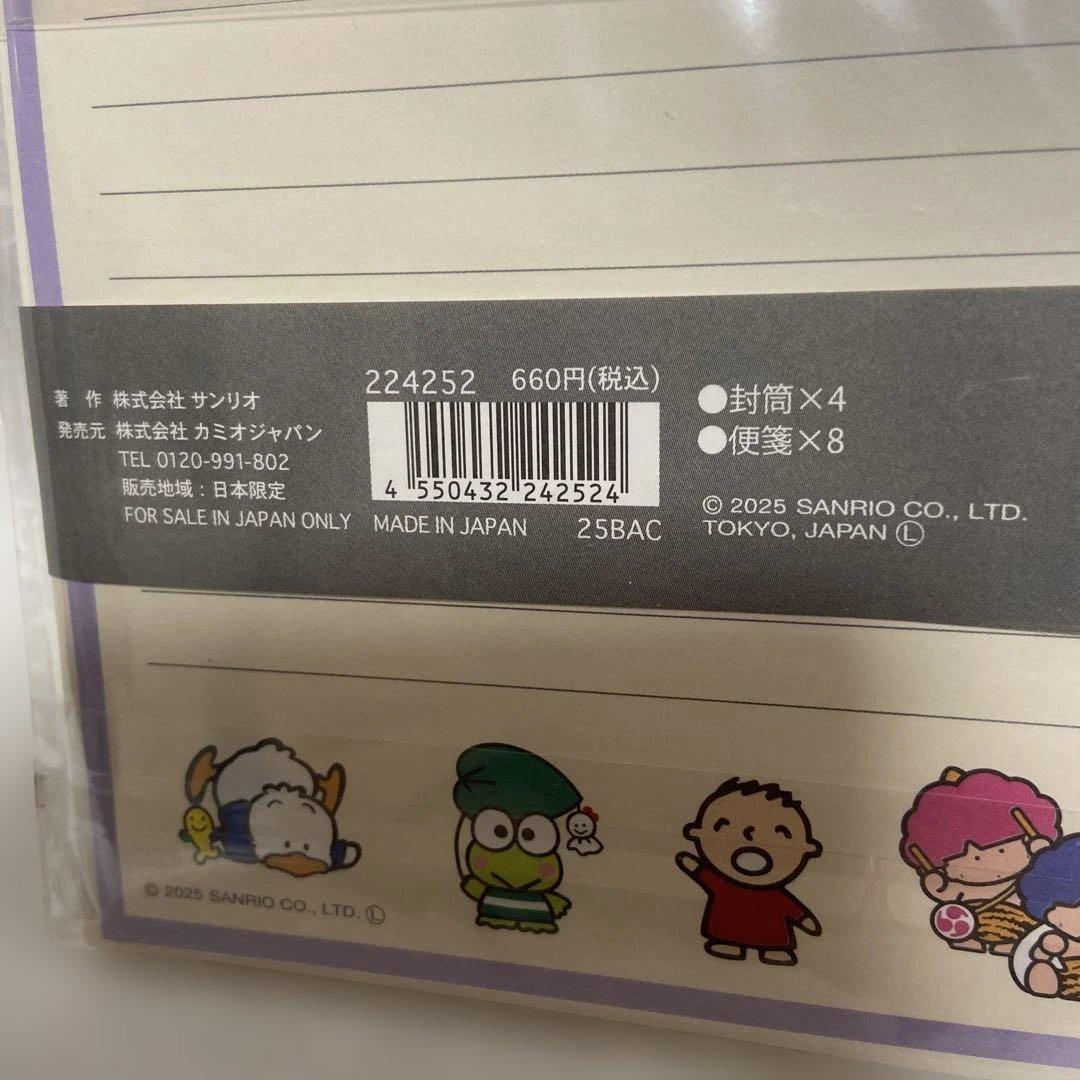 著 作 株式会社 サンリオ
発売元 株式会社 カミオジャパン
TEL 0120-991-802
販売地域：日本限定
FOR SALE IN JAPAN ONLY
224252 660円(税込)
4 550432 242524
MADE IN JAPAN 25BAC
●封筒×4
●便箋×8
© 2025 SANRIO CO., LTD.
TOKYO, JAPAN Ⓛ
© 2025 SANRIO CO., LTD. Ⓛ